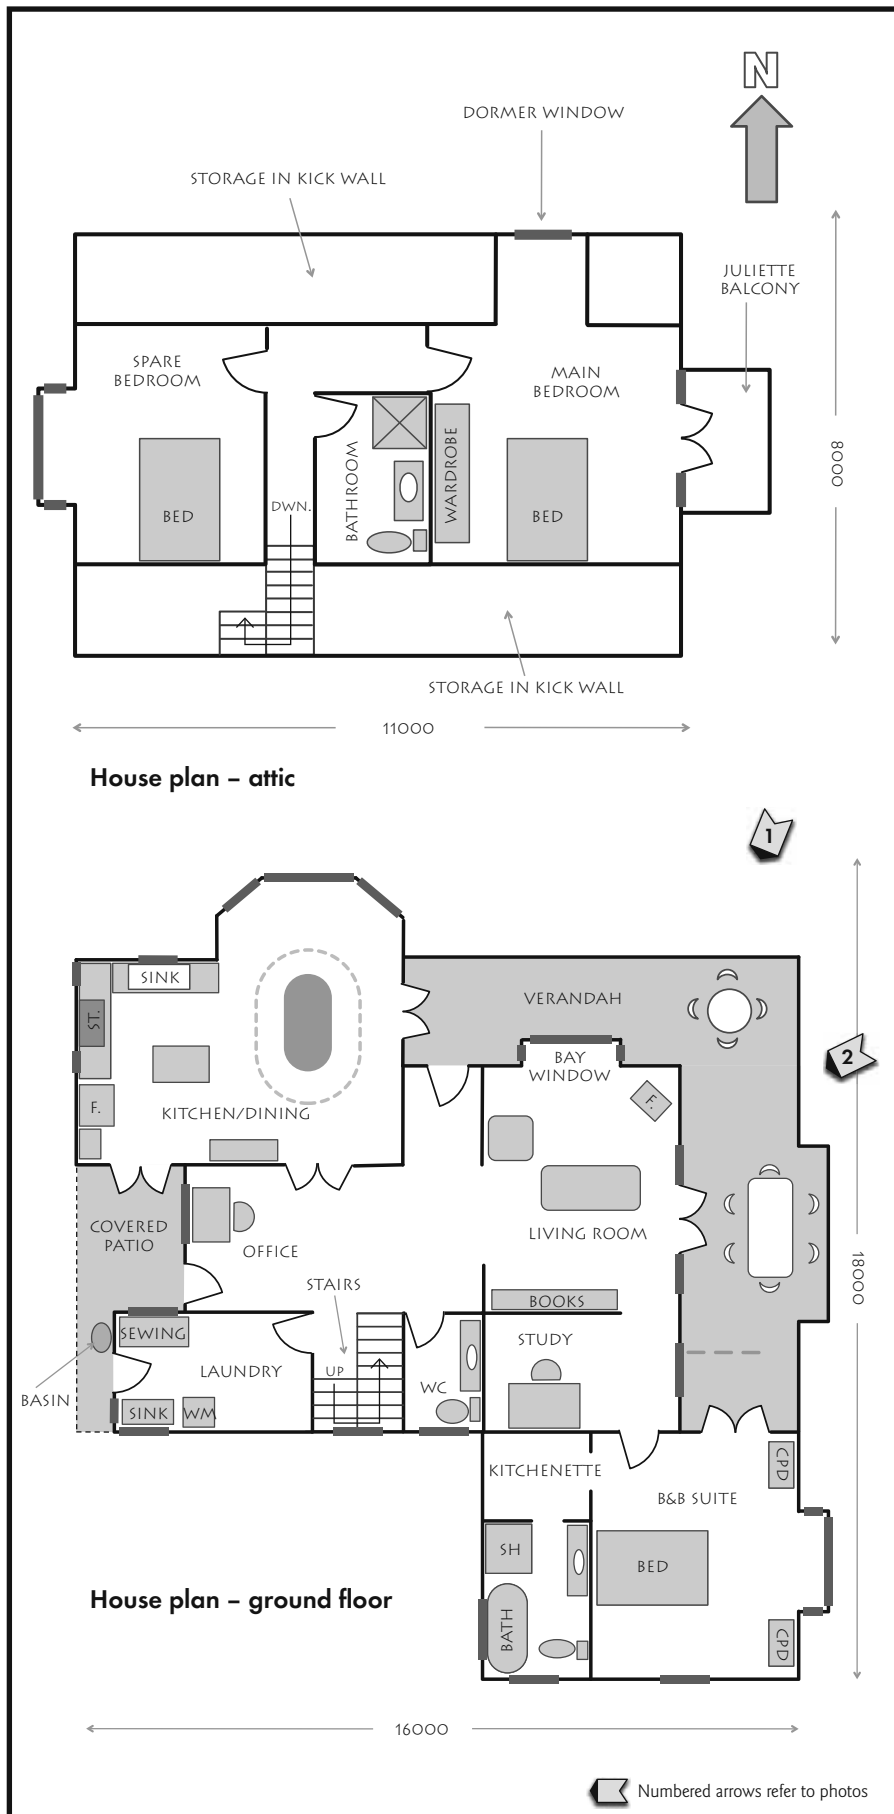 N
DORMER WINDOW
STORAGE IN KICK WALL
JULIETTE
BALCONY
SPARE
BEDROOM
MAIN
BEDROOM
BATHROOM
WARDROBE
8000
BED
DWN.
BED
STORAGE IN KICK WALL
11000
House plan – attic
1
SINK
VERANDAH
ST.
2
BAY
WINDOW
F.
F.
KITCHEN/DINING
COVERED
PATIO
OFFICE
LIVING ROOM
18000
STAIRS
BOOKS
SEWING
STUDY
LAUNDRY
UP
WC
BASIN
SINK
WM
KITCHENETTE
CPD
B&B SUITE
SH
BED
House plan – ground floor
BATH
CPD
16000
Numbered arrows refer to photos